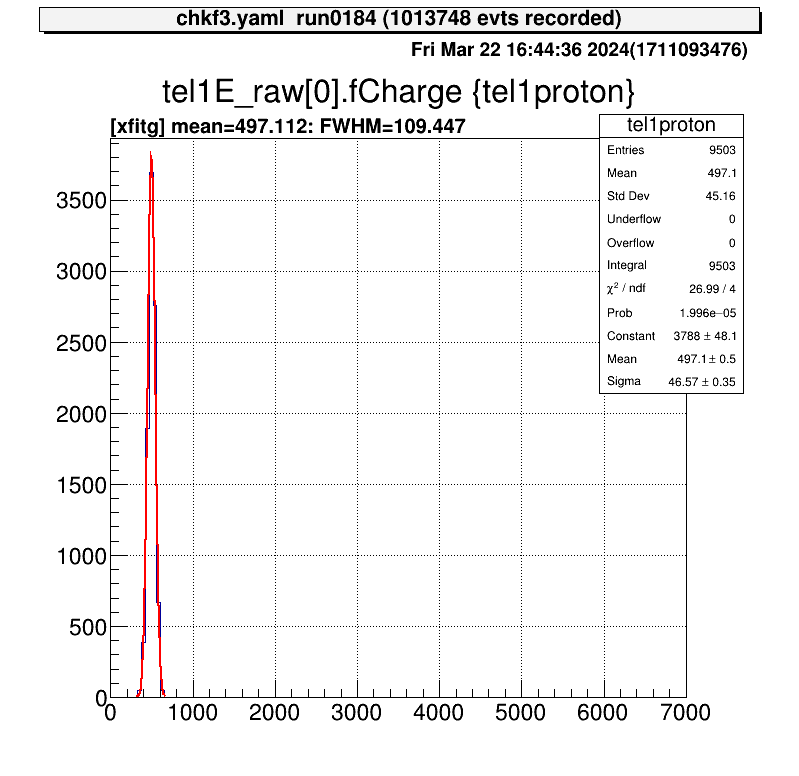 chkf3.yaml  run0184 (1013748 evts recorded)
Fri Mar 22 16:44:36 2024(1711093476)
tel1E_raw[0].fCharge {tel1proton}
[xfitg] mean=497.112: FWHM=109.447
tel1proton
Entries 9503
Mean 497.1
Std Dev 45.16
Underflow 0
Overflow 0
Integral 9503
χ² / ndf 26.99 / 4
Prob 1.996e−05
Constant 3788 ± 48.1
Mean 497.1 ± 0.5
Sigma 46.57 ± 0.35
3500
3000
2500
2000
1500
1000
500
0
0 1000 2000 3000 4000 5000 6000 7000